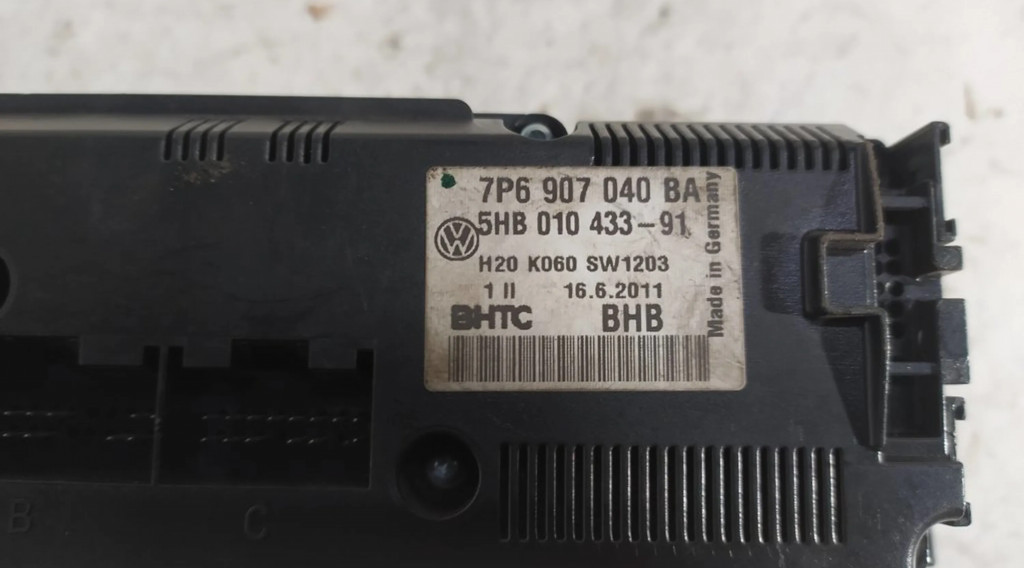 7P6 907 040 BA
5HB 010 433-91
H20 K060 SW1203
1 II 16.6.2011
BHTC BHB
Made in Germany
B C